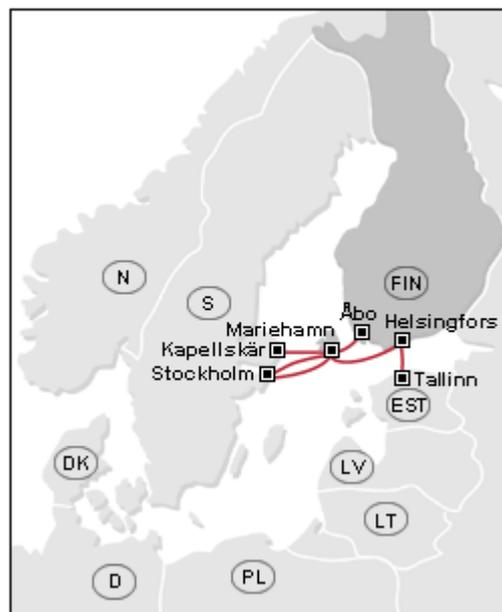 N
S
FIN
Åbo
Mariehamn
Helsingfors
Kapellskär
Stockholm
Tallinn
EST
DK
LV
LT
D
PL